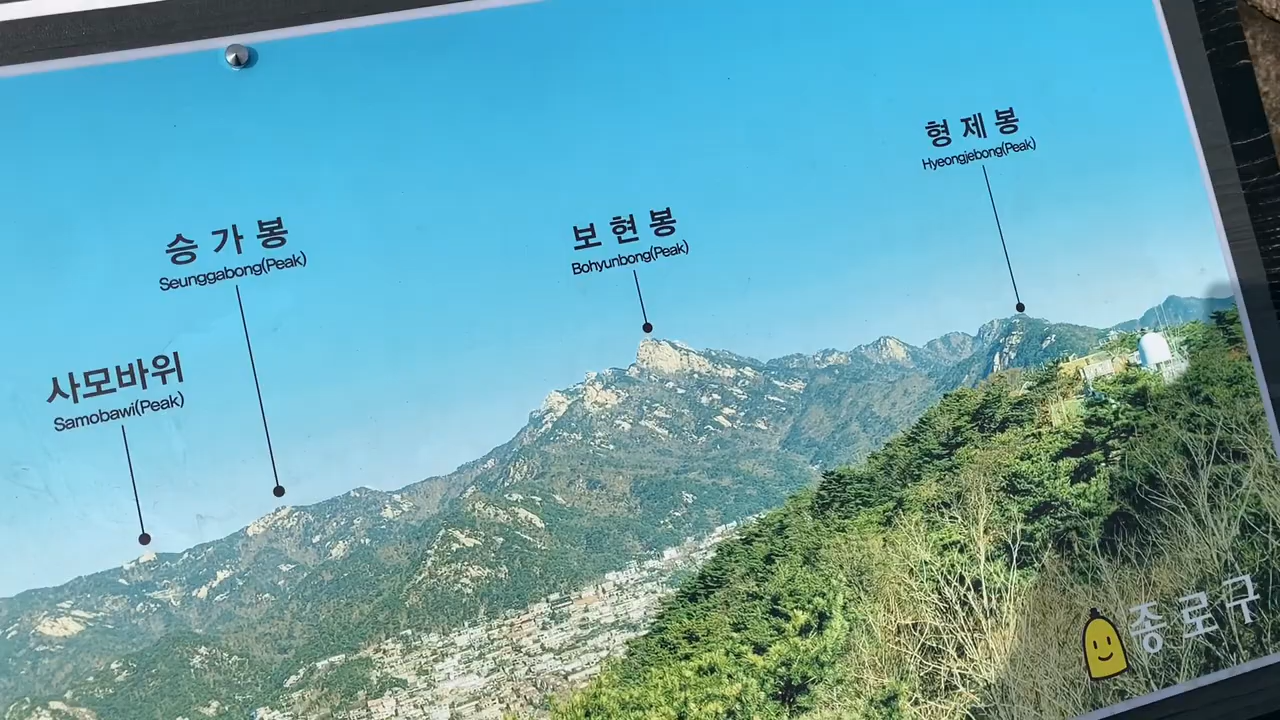 형제봉
Hyeongjebong(Peak)
보현봉
Bohyunbong(Peak)
승가봉
Seunggabong(Peak)
사모바위
Samobawi(Peak)
종로구